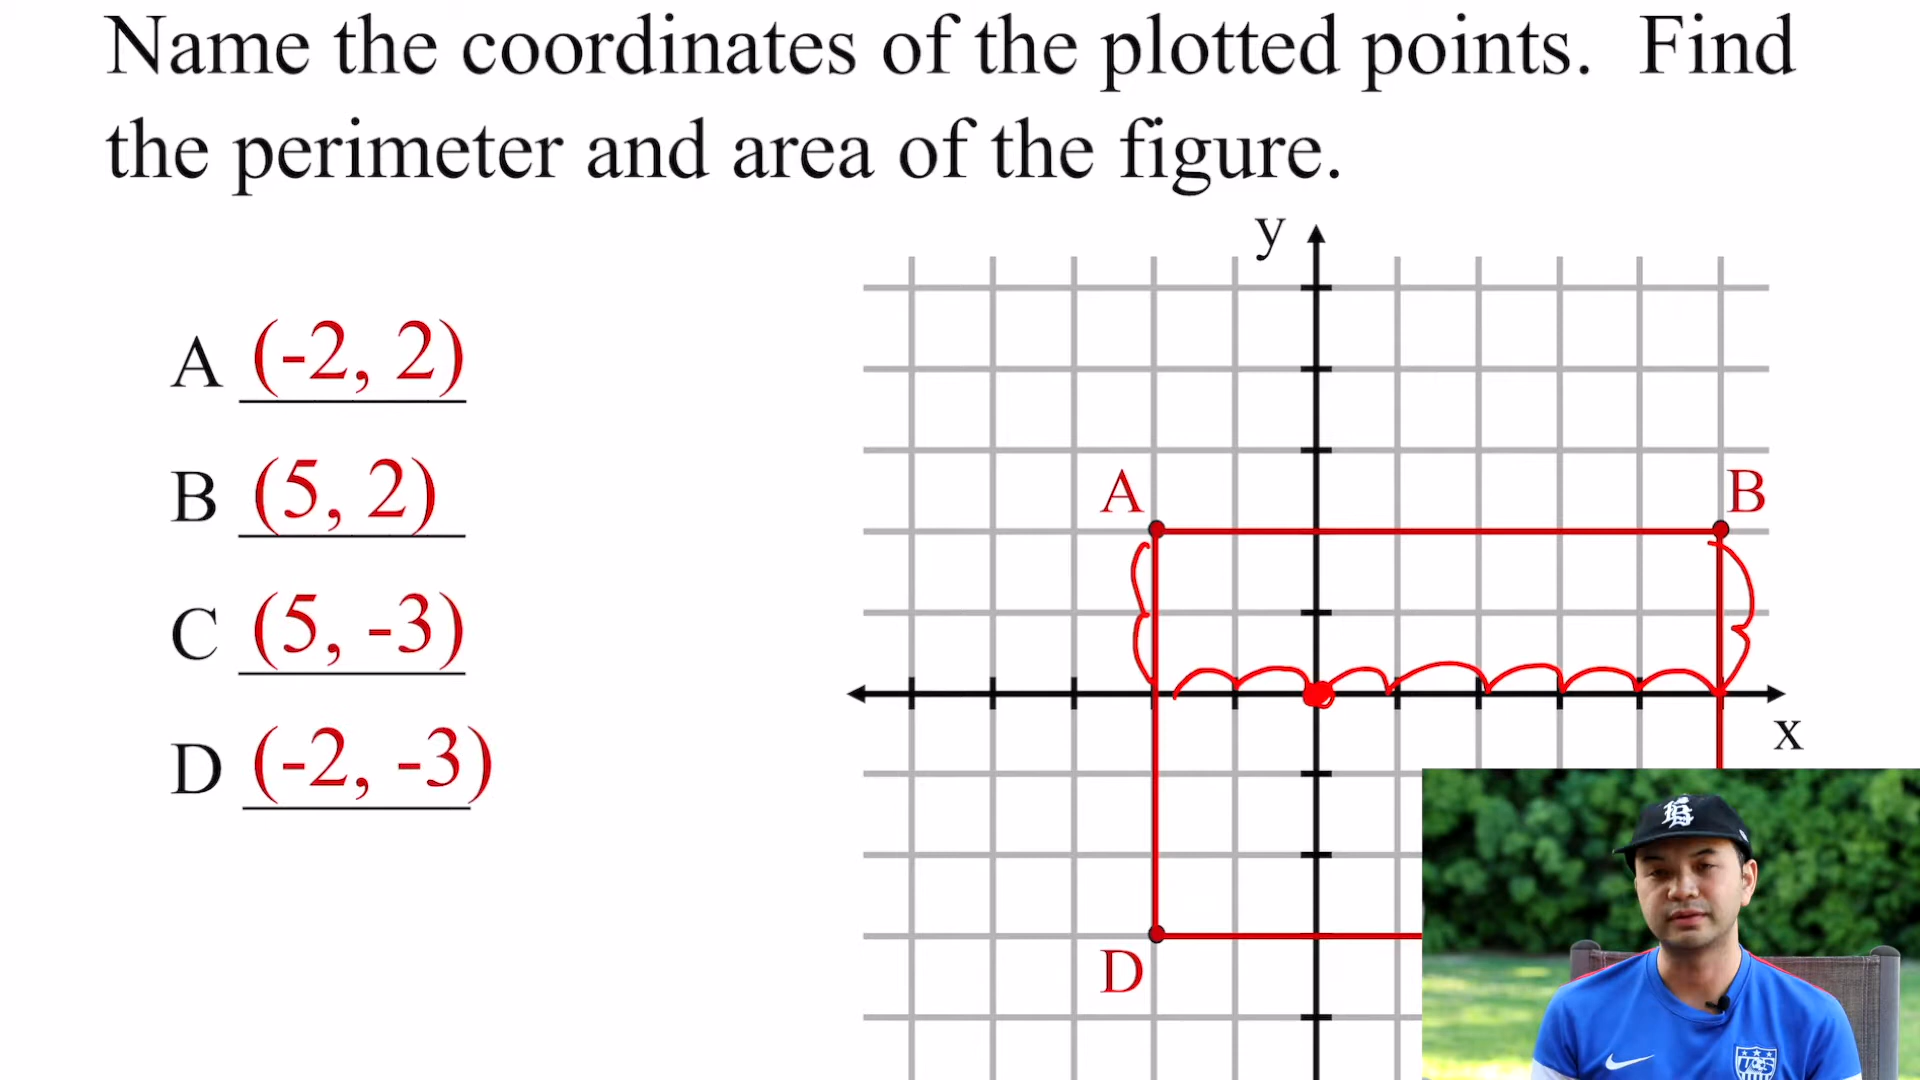 Name the coordinates of the plotted points. Find
the perimeter and area of the figure.
y
A (-2, 2)
B (5, 2)
C (5, -3)
D (-2, -3)
A
B
x
D